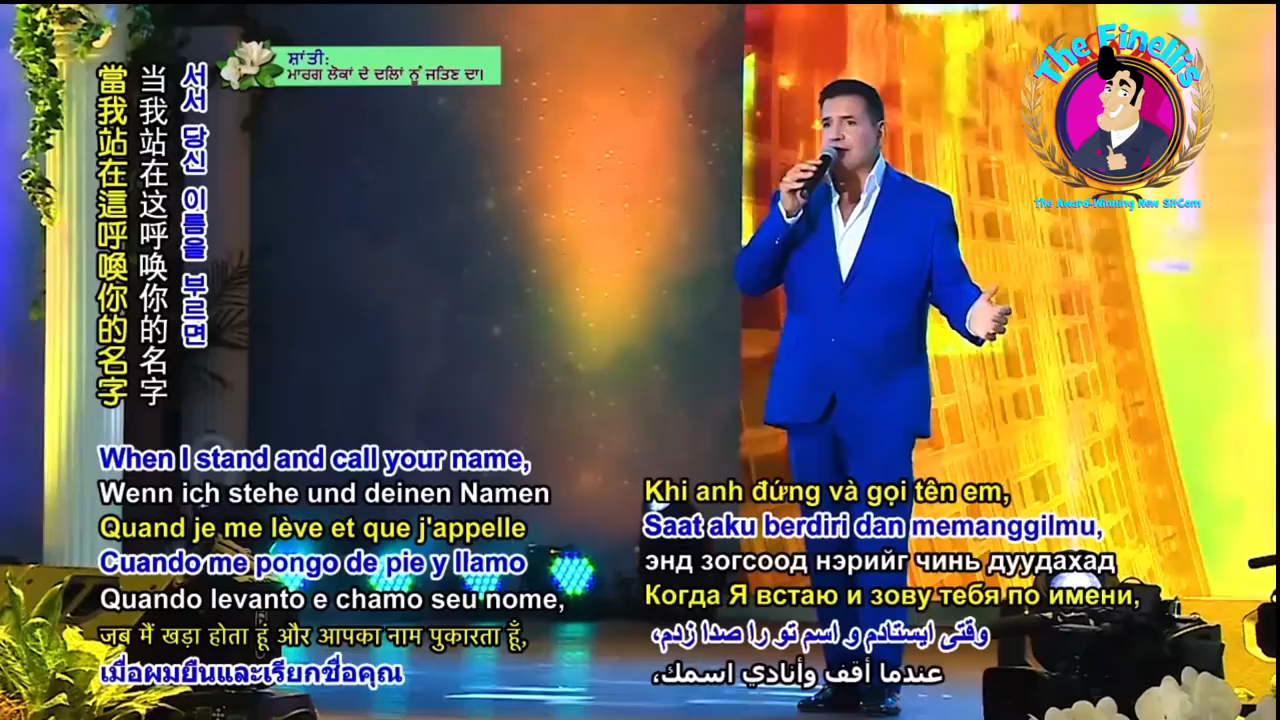 ਸ਼ਾਂਤੀ:
ਮਾਰਗ ਲੋਕਾਂ ਦੇ ਦਲਿਾਂ ਨੂੰ ਜਤਿਣ ਦਾ।
The Finellis
The Award-Winning New SitCom
當我站在這呼喚你的名字
当我站在这呼唤你的名字
서서 당신 이름을 부르면
When I stand and call your name,
Wenn ich stehe und deinen Namen
Quand je me lève et que j'appelle
Cuando me pongo de pie y llamo
Quando levanto e chamo seu nome,
जब मैं खड़ा होता हूं और आपका नाम पुकारता हूँ,
เมื่อผมยืนและเรียกชื่อคุณ
Khi anh đứng và gọi tên em,
Saat aku berdiri dan memanggilmu,
энд зогсоод нэрийг чинь дуудахад
Когда Я встаю и зову тебя по имени,
وقتی ایستادم و اسم تو را صدا زدم،
عندما أقف وأنادي اسمك،